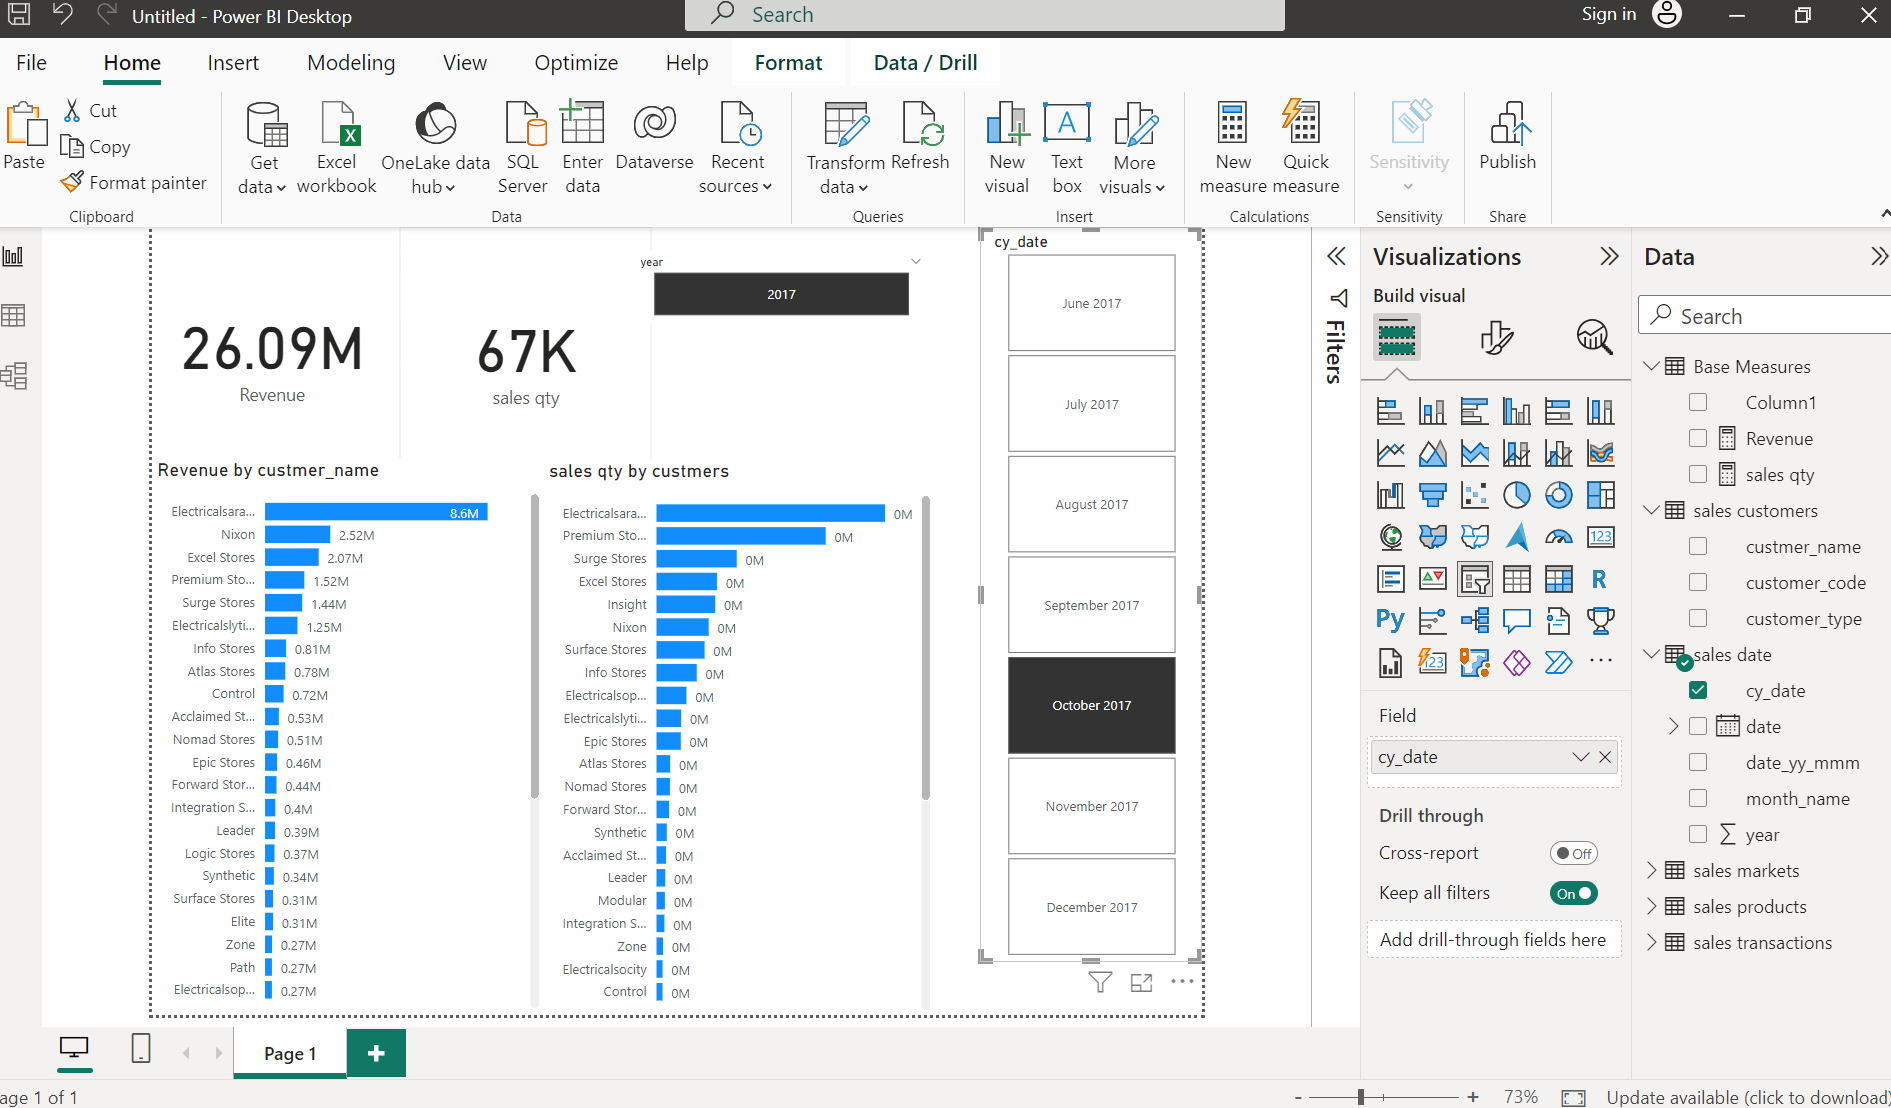 Untitled - Power BI Desktop
Search
Sign in
File
Home
Insert
Modeling
View
Optimize
Help
Format
Data / Drill
Paste
Cut
Copy
Format painter
Clipboard
Get
data
Excel
workbook
OneLake data
hub
SQL
Server
Enter
data
Dataverse
Recent
sources
Data
Transform
data
Refresh
Queries
New
visual
A
Text
box
More
visuals
Insert
New
measure
Quick
measure
Calculations
Sensitivity
Sensitivity
Publish
Share
26.09M
Revenue
67K
sales qty
year
2017
Revenue by custmer_name
Electricalsara... 8.6M
Nixon 2.52M
Excel Stores 2.07M
Premium Sto... 1.52M
Surge Stores 1.44M
Electricalslyti... 1.25M
Info Stores 0.81M
Atlas Stores 0.78M
Control 0.72M
Acclaimed St... 0.53M
Nomad Stores 0.51M
Epic Stores 0.46M
Forward Stor... 0.44M
Integration S... 0.4M
Leader 0.39M
Logic Stores 0.37M
Synthetic 0.34M
Surface Stores 0.31M
Elite 0.31M
Zone 0.27M
Path 0.27M
Electricalsop... 0.27M
sales qty by custmers
Electricalsara... 0M
Premium Sto... 0M
Surge Stores 0M
Excel Stores 0M
Insight 0M
Nixon 0M
Surface Stores 0M
Info Stores 0M
Electricalsop... 0M
Electricalslyti... 0M
Epic Stores 0M
Atlas Stores 0M
Nomad Stores 0M
Forward Stor... 0M
Synthetic 0M
Acclaimed St... 0M
Leader 0M
Modular 0M
Integration S... 0M
Zone 0M
Electricalsocity 0M
Control 0M
cy_date
June 2017
July 2017
August 2017
September 2017
October 2017
November 2017
December 2017
Filters
Visualizations
Build visual
123
R
Py
123
Field
cy_date
Drill through
Cross-report
Off
Keep all filters
On
Add drill-through fields here
Data
Search
Base Measures
Column1
Revenue
sales qty
sales customers
custmer_name
customer_code
customer_type
sales date
cy_date
date
date_yy_mmm
month_name
year
sales markets
sales products
sales transactions
Page 1
age 1 of 1
- + 73%
Update available (click to download)